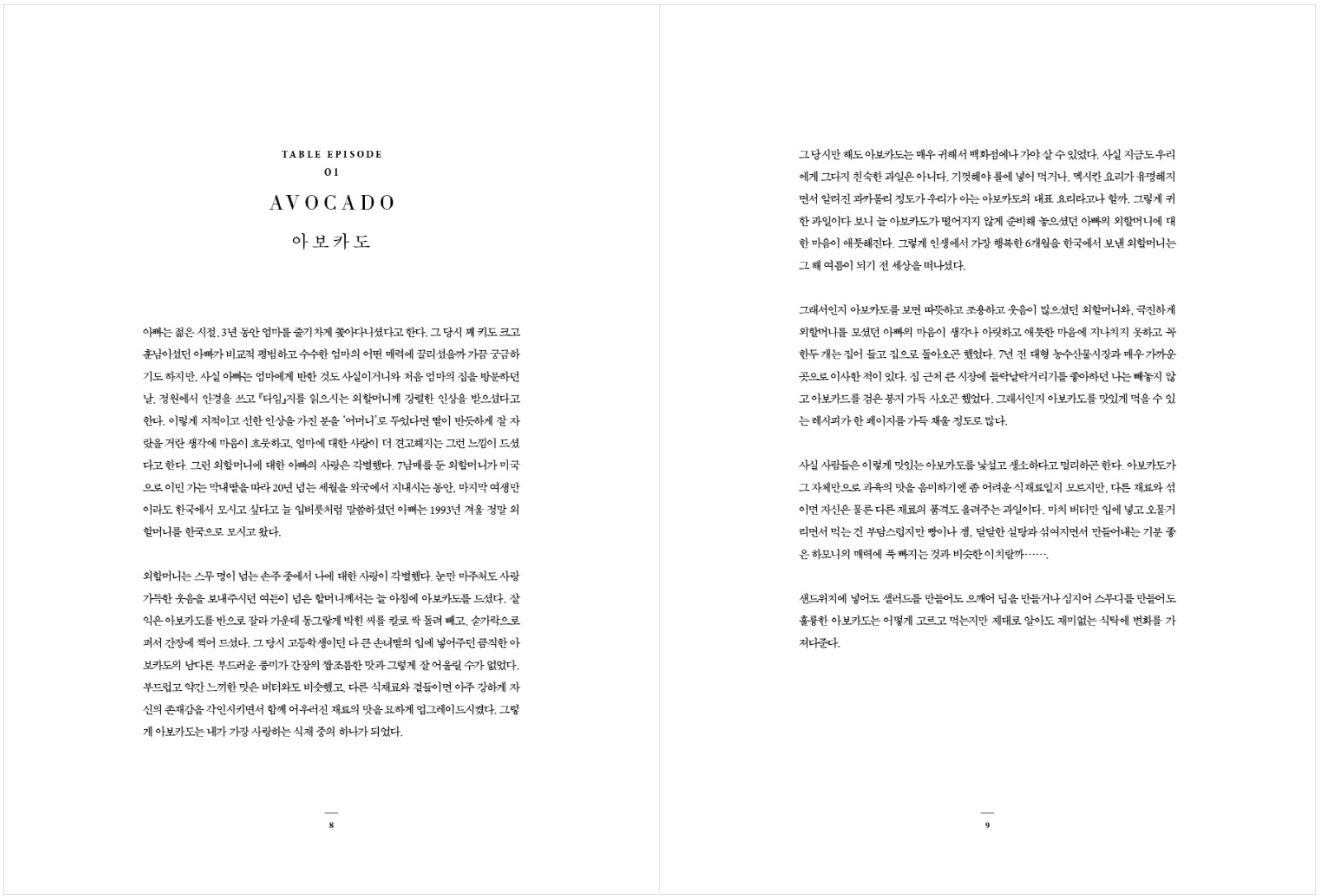 TABLE EPISODE
01
AVOCADO
아보카도
아빠는 젊은 시절, 3년 동안 엄마를 줄기차게 쫓아다니셨다고 한다. 그 당시 꽤 키도 크고
훈남이셨던 아빠가 비교적 평범하고 수수한 엄마의 어떤 매력에 끌리셨을까 가끔 궁금하
기도 하지만, 사실 아빠는 엄마에게 반한 것도 사실이거니와 처음 엄마의 집을 방문하던
날, 정원에서 안경을 쓰고 『타임』지를 읽으시는 외할머니께 강렬한 인상을 받으셨다고
한다. 이렇게 지적이고 선한 인상을 가진 분을 ‘어머니’로 두었다면 딸이 반듯하게 잘 자
랐을 거란 생각에 마음이 흐뭇하고, 엄마에 대한 사랑이 더 견고해지는 그런 느낌이 드셨
다고 한다. 그런 외할머니에 대한 아빠의 사랑은 각별했다. 7남매를 둔 외할머니가 미국
으로 이민 가는 막내딸을 따라 20년 넘는 세월을 외국에서 지내시는 동안, 마지막 여생만
이라도 한국에서 모시고 싶다고 늘 입버릇처럼 말씀하셨던 아빠는 1993년 겨울 정말 외
할머니를 한국으로 모시고 왔다.
외할머니는 스무 명이 넘는 손주 중에서 나에 대한 사랑이 각별했다. 눈만 마주쳐도 사랑
가득한 웃음을 보내주시던 여든이 넘은 할머니께서는 늘 아침에 아보카도를 드셨다. 잘
익은 아보카도를 반으로 잘라 가운데 동그랗게 박힌 씨를 칼로 싹 돌려 빼고, 숟가락으로
퍼서 간장에 찍어 드셨다. 그 당시 고등학생이던 다 큰 손녀딸의 입에 넣어주던 큼직한 아
보카도의 남다른 부드러운 풍미가 간장의 짭조름한 맛과 그렇게 잘 어울릴 수가 없었다.
부드럽고 약간 느끼한 맛은 버터와도 비슷했고, 다른 식재료와 곁들이면 아주 강하게 자
신의 존재감을 각인시키면서 함께 어우러진 재료의 맛을 묘하게 업그레이드시켰다. 그렇
게 아보카도는 내가 가장 사랑하는 식재 중의 하나가 되었다.
8
그 당시만 해도 아보카도는 매우 귀해서 백화점에나 가야 살 수 있었다. 사실 지금도 우리
에게 그다지 친숙한 과일은 아니다. 기껏해야 롤에 넣어 먹거나, 멕시칸 요리가 유명해지
면서 알려진 과카몰리 정도가 우리가 아는 아보카도의 대표 요리라고나 할까. 그렇게 귀
한 과일이다 보니 늘 아보카도가 떨어지지 않게 준비해 놓으셨던 아빠의 외할머니에 대
한 마음이 애틋해진다. 그렇게 인생에서 가장 행복한 6개월을 한국에서 보낸 외할머니는
그 해 여름이 되기 전 세상을 떠나셨다.
그래서인지 아보카도를 보면 따뜻하고 조용하고 웃음이 많으셨던 외할머니와, 극진하게
외할머니를 모셨던 아빠의 마음이 생각나 아릿하고 애틋한 마음에 지나치지 못하고 꼭
한두 개는 집어 들고 집으로 돌아오곤 했었다. 7년 전 대형 농수산물시장과 매우 가까운
곳으로 이사한 적이 있다. 집 근처 큰 시장에 들락날락거리기를 좋아하던 나는 빼놓지 않
고 아보카드를 검은 봉지 가득 사오곤 했었다. 그래서인지 아보카도를 맛있게 먹을 수 있
는 레시피가 한 페이지를 가득 채울 정도로 많다.
사실 사람들은 이렇게 맛있는 아보카도를 낯설고 생소하다고 멀리하곤 한다. 아보카도가
그 자체만으로 과육의 맛을 음미하기엔 좀 어려운 식재료일지 모르지만, 다른 재료와 섞
이면 자신은 물론 다른 재료의 품격도 올려주는 과일이다. 마치 버터만 입에 넣고 오물거
리면서 먹는 건 부담스럽지만 빵이나 잼, 달달한 설탕과 섞여지면서 만들어내는 기분 좋
은 하모니의 매력에 푹 빠지는 것과 비슷한 이치랄까…….
샌드위치에 넣어도 샐러드를 만들어도 으깨어 딥을 만들거나 심지어 스무디를 만들어도
훌륭한 아보카도는 어떻게 고르고 먹는지만 제대로 알아도 재미없는 식탁에 변화를 가
져다준다.
9